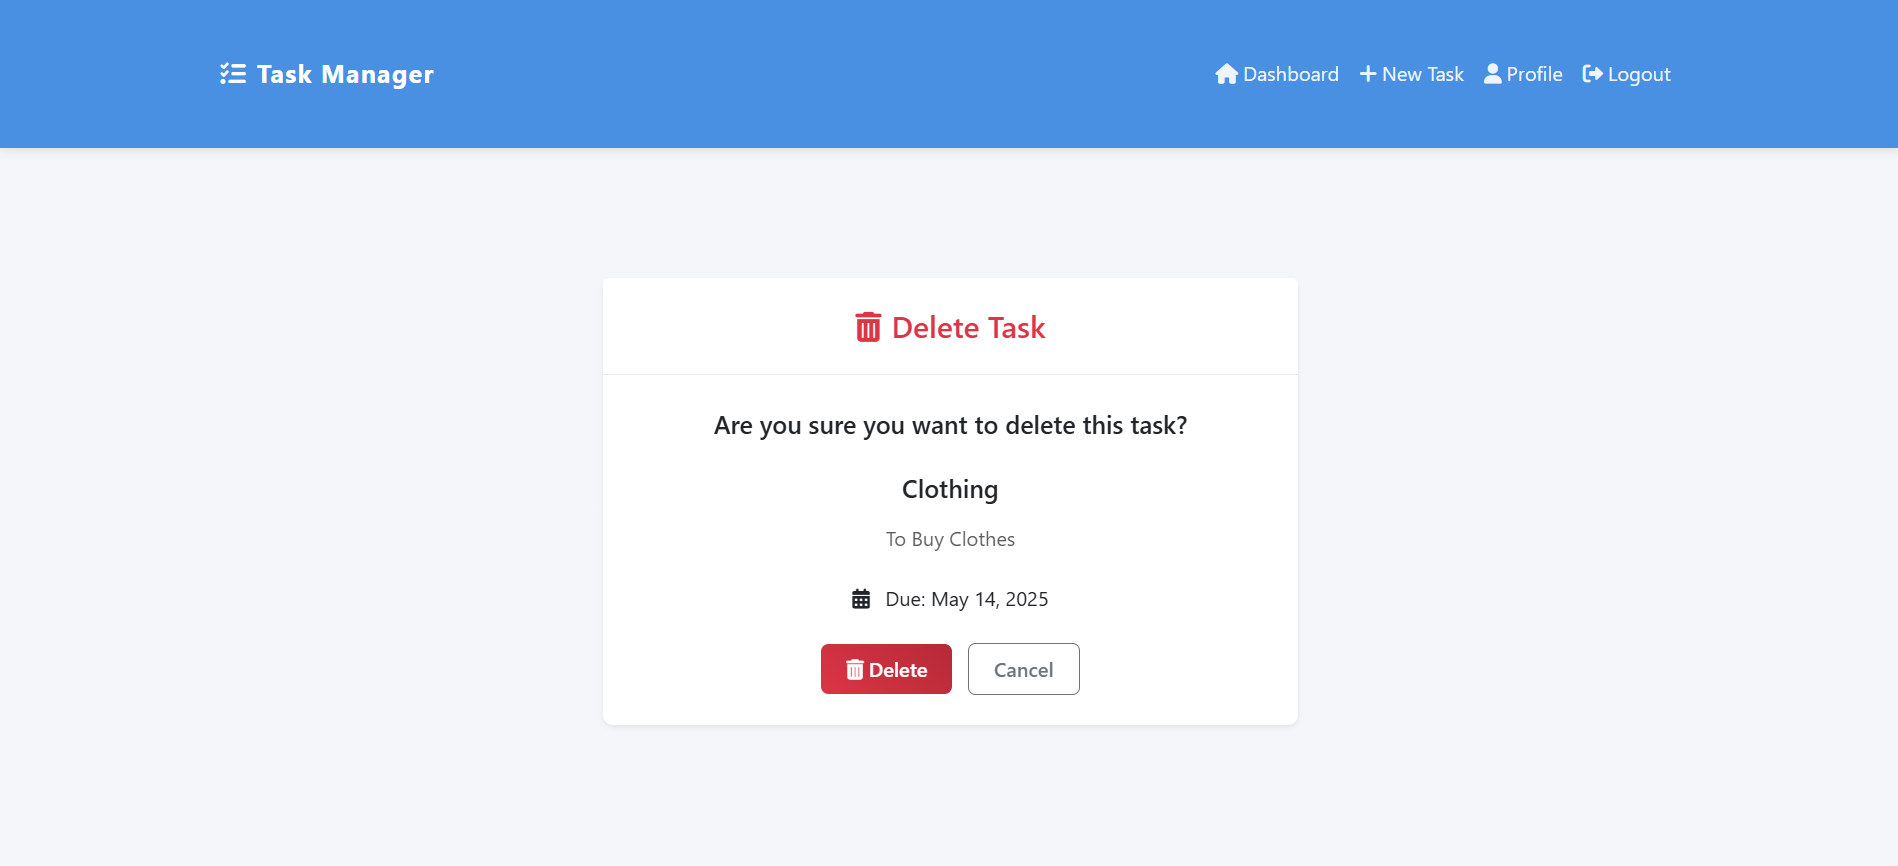 Task Manager
Dashboard New Task Profile Logout
Delete Task
Are you sure you want to delete this task?
Clothing
To Buy Clothes
Due: May 14, 2025
Delete Cancel